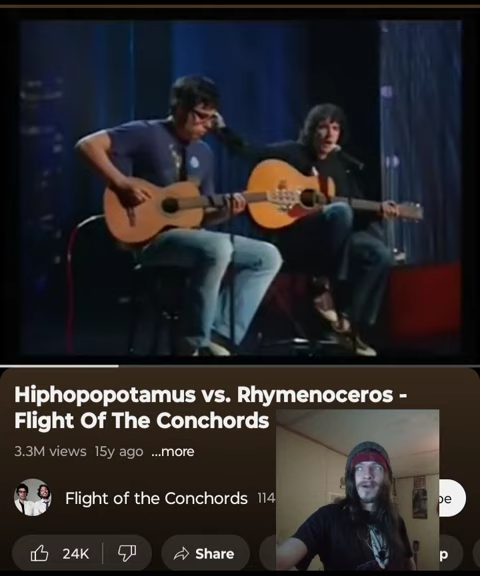 Hiphopopotamus vs. Rhymenoceros -
Flight Of The Conchords
3.3M views 15y ago ...more
Flight of the Conchords 114
24K Share